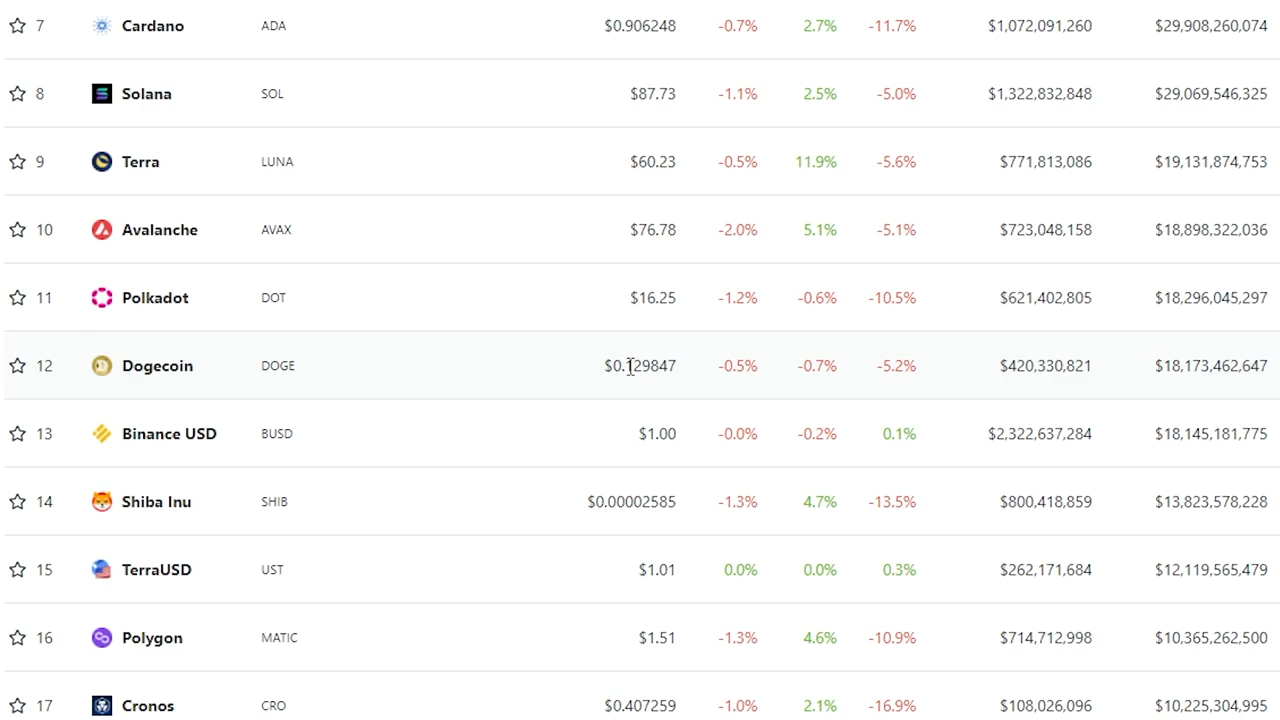 7 Cardano ADA $0.906248 -0.7% 2.7% -11.7% $1,072,091,260 $29,908,260,074
8 Solana SOL $87.73 -1.1% 2.5% -5.0% $1,322,832,848 $29,069,546,325
9 Terra LUNA $60.23 -0.5% 11.9% -5.6% $771,813,086 $19,131,874,753
10 Avalanche AVAX $76.78 -2.0% 5.1% -5.1% $723,048,158 $18,898,322,036
11 Polkadot DOT $16.25 -1.2% -0.6% -10.5% $621,402,805 $18,296,045,297
12 Dogecoin DOGE $0.129847 -0.5% -0.7% -5.2% $420,330,821 $18,173,462,647
13 Binance USD BUSD $1.00 -0.0% -0.2% 0.1% $2,322,637,284 $18,145,181,775
14 Shiba Inu SHIB $0.00002585 -1.3% 4.7% -13.5% $800,418,859 $13,823,578,228
15 TerraUSD UST $1.01 0.0% 0.0% 0.3% $262,171,684 $12,119,565,479
16 Polygon MATIC $1.51 -1.3% 4.6% -10.9% $714,712,998 $10,365,262,500
17 Cronos CRO $0.407259 -1.0% 2.1% -16.9% $108,026,096 $10,225,304,995